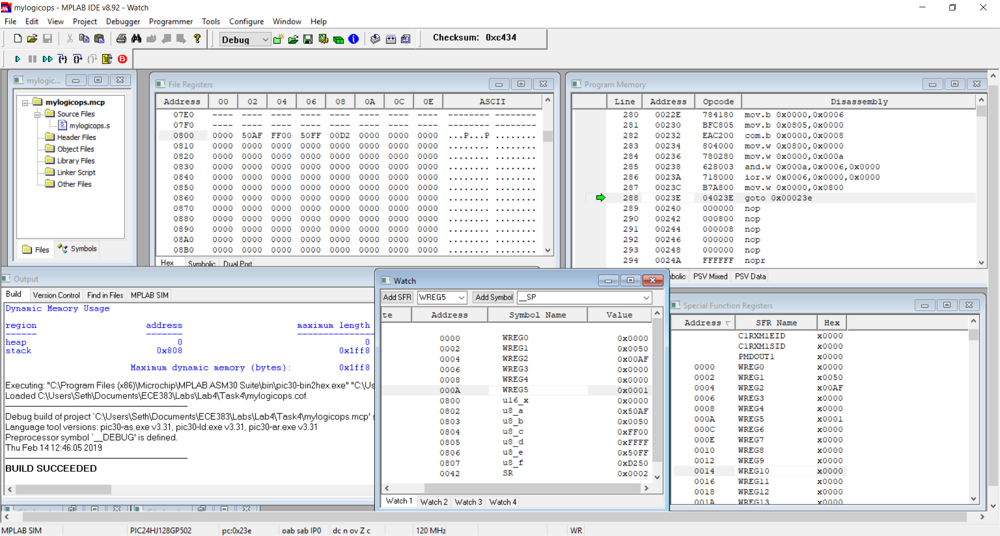 mylogicops - MPLAB IDE v8.92 - Watch
File Edit View Project Debugger Programmer Tools Configure Window Help
Debug Checksum: 0xc434
mylogic...
mylogicops.mcp
Source Files
mylogicops.s
Header Files
Object Files
Library Files
Linker Script
Other Files
Files Symbols
File Registers
Address 00 02 04 06 08 0A 0C 0E ASCII
07E0 ---- ---- ---- ---- ---- ---- ---- ---- -------- --------
07F0 ---- ---- ---- ---- ---- ---- ---- ---- -------- --------
0800 0000 50AF FF00 50FF 00D2 0000 0000 0000 ...P...P ........
0810 0000 0000 0000 0000 0000 0000 0000 0000 ........ ........
0820 0000 0000 0000 0000 0000 0000 0000 0000 ........ ........
0830 0000 0000 0000 0000 0000 0000 0000 0000 ........ ........
0840 0000 0000 0000 0000 0000 0000 0000 0000 ........ ........
0850 0000 0000 0000 0000 0000 0000 0000 0000 ........ ........
0860 0000 0000 0000 0000 0000 0000 0000 0000 ........ ........
0870 0000 0000 0000 0000 0000 0000 0000 0000 ........ ........
0880 0000 0000 0000 0000 0000 0000 0000 0000 ........ ........
0890 0000 0000 0000 0000 0000 0000 0000 0000 ........ ........
08A0 0000 0000 0000 0000 0000 0000 0000 0000 ........ ........
08B0 0000 0000 0000 0000 0000 0000 0000 0000 ........ ........
Hex Symbolic Dual Port
Program Memory
Line Address Opcode Disassembly
280 0022E 784180 mov.b 0x0000,0x0006
281 00230 BFC805 mov.b 0x0805,0x0000
282 00232 EAC200 com.b 0x0000,0x0008
283 00234 804000 mov.w 0x0800,0x0000
284 00236 780280 mov.w 0x0000,0x000a
285 00238 628003 and.w 0x000a,0x0006,0x0000
286 0023A 718000 ior.w 0x0006,0x0000,0x0000
287 0023C B7A800 mov.w 0x0000,0x0800
288 0023E 04023E goto 0x00023e
289 00240 000000 nop
290 00242 000800 nop
291 00244 000008 nop
292 00246 000000 nop
293 00248 000000 nop
294 0024A FFFFFF nopr
bolic PSV Mixed PSV Data
Output
Build Version Control Find in Files MPLAB SIM
Dynamic Memory Usage
region address maximum length
------ ------- ---------------
heap 0 0
stack 0x808 0x1ff8
Maximum dynamic memory (bytes): 0x1ff8
Executing: "C:\Program Files (x86)\Microchip\MPLAB ASM30 Suite\bin\pic30-bin2hex.exe" "C:\Us
Loaded C:\Users\Seth\Documents\ECE383\Labs\Lab4\Task4\mylogicops.cof.
Debug build of project `C:\Users\Seth\Documents\ECE383\Labs\Lab4\Task4\mylogicops.mcp' s
Language tool versions: pic30-as.exe v3.31, pic30-ld.exe v3.31, pic30-ar.exe v3.31
Preprocessor symbol `__DEBUG' is defined.
Thu Feb 14 12:46:05 2019
BUILD SUCCEEDED
Watch
Add SFR WREG5 Add Symbol __SP
te Address Symbol Name Value
0000 WREG0 0x0000
0002 WREG1 0x0050
0004 WREG2 0x00AF
0006 WREG3 0x0000
0008 WREG4 0x0000
000A WREG5 0x0001
0800 u16_x 0x0000
0802 u8_a 0x50AF
0803 u8_b 0x0050
0804 u8_c 0xFF00
0805 u8_d 0xFFFF
0806 u8_e 0x50FF
0807 u8_f 0xD250
0042 SR 0x0002
Watch 1 Watch 2 Watch 3 Watch 4
Special Function Registers
Address SFR Name Hex
C1RXM1EID x0000
C1RXM1SID x0000
PMDOUT1 x0000
0000 WREG0 x0000
0002 WREG1 x0050
0004 WREG2 x00AF
0006 WREG3 x0000
0008 WREG4 x0000
000A WREG5 x0001
000C WREG6 x0000
000E WREG7 x0000
0010 WREG8 x0000
0012 WREG9 x0000
0014 WREG10 x0000
0016 WREG11 x0000
0018 WREG12 x0000
001A WREG13 x0000
MPLAB SIM PIC24HJ128GP502 pc:0x23e oab sab IP0 dc n ov Z c 120 MHz WR